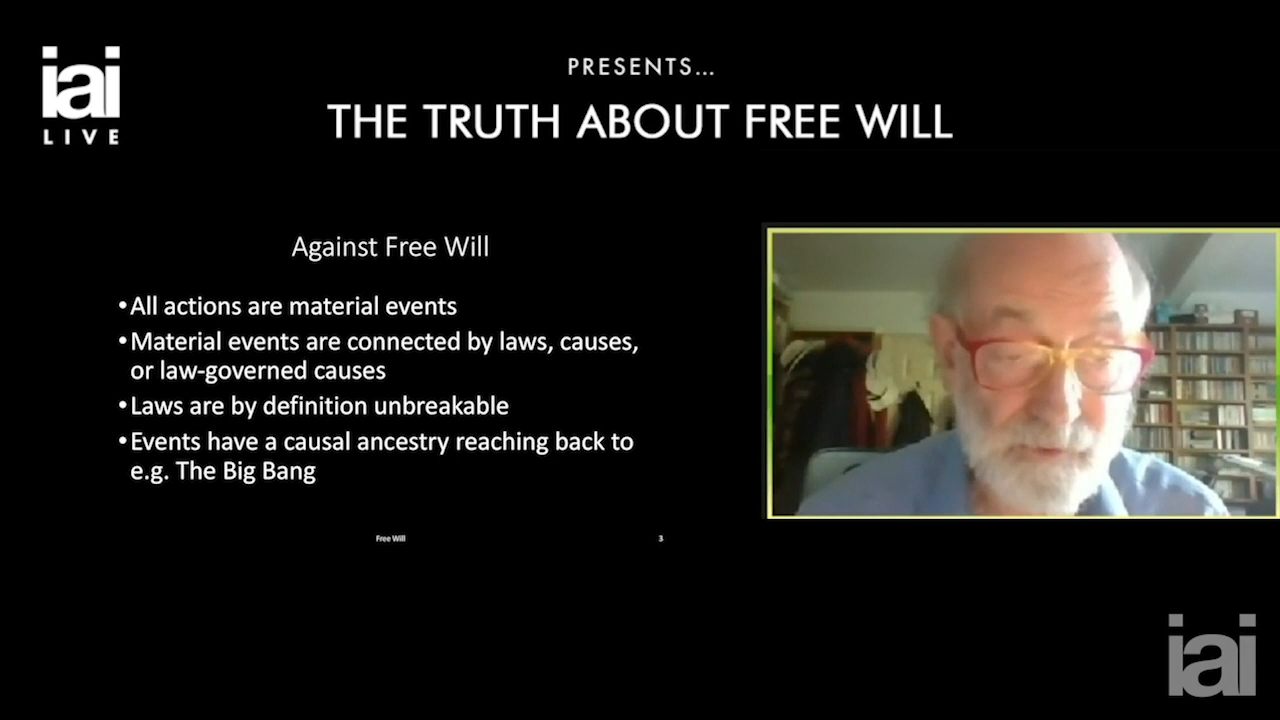 iai
LIVE
PRESENTS...
THE TRUTH ABOUT FREE WILL
Against Free Will
•All actions are material events
•Material events are connected by laws, causes,
or law-governed causes
•Laws are by definition unbreakable
•Events have a causal ancestry reaching back to
e.g. The Big Bang
Free Will
3
iai